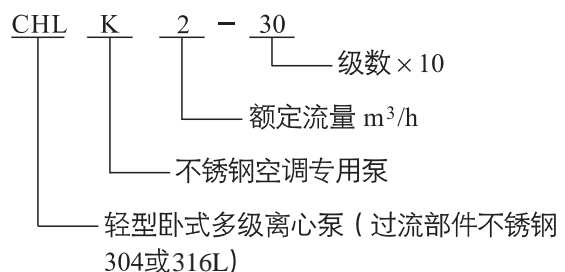 CHL K 2 - 30
级数×10
额定流量 m³/h
不锈钢空调专用泵
轻型卧式多级离心泵（过流部件不锈钢
304或316L)